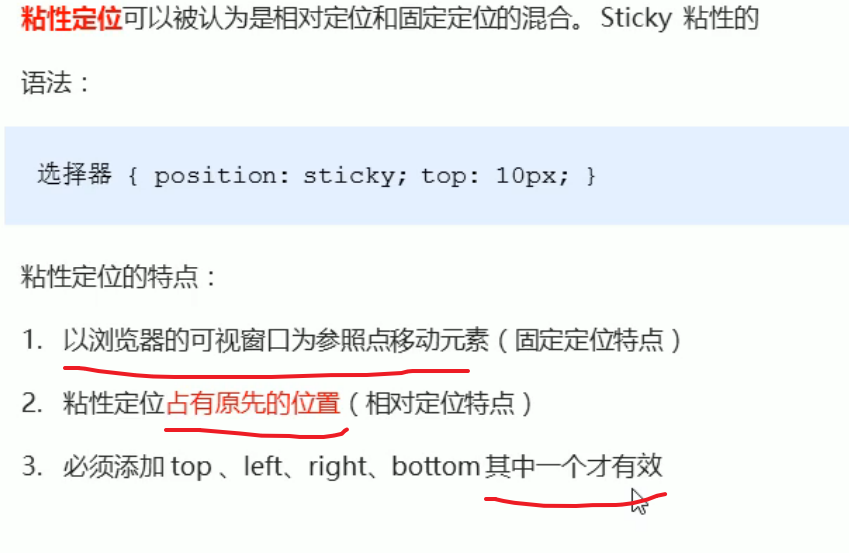 粘性定位可以被认为是相对定位和固定定位的混合。 Sticky 粘性的
语法：
选择器 { position: sticky; top: 10px; }
粘性定位的特点：
1. 以浏览器的可视窗口为参照点移动元素（固定定位特点）
2. 粘性定位占有原先的位置（相对定位特点）
3. 必须添加 top 、left、right、bottom 其中一个才有效